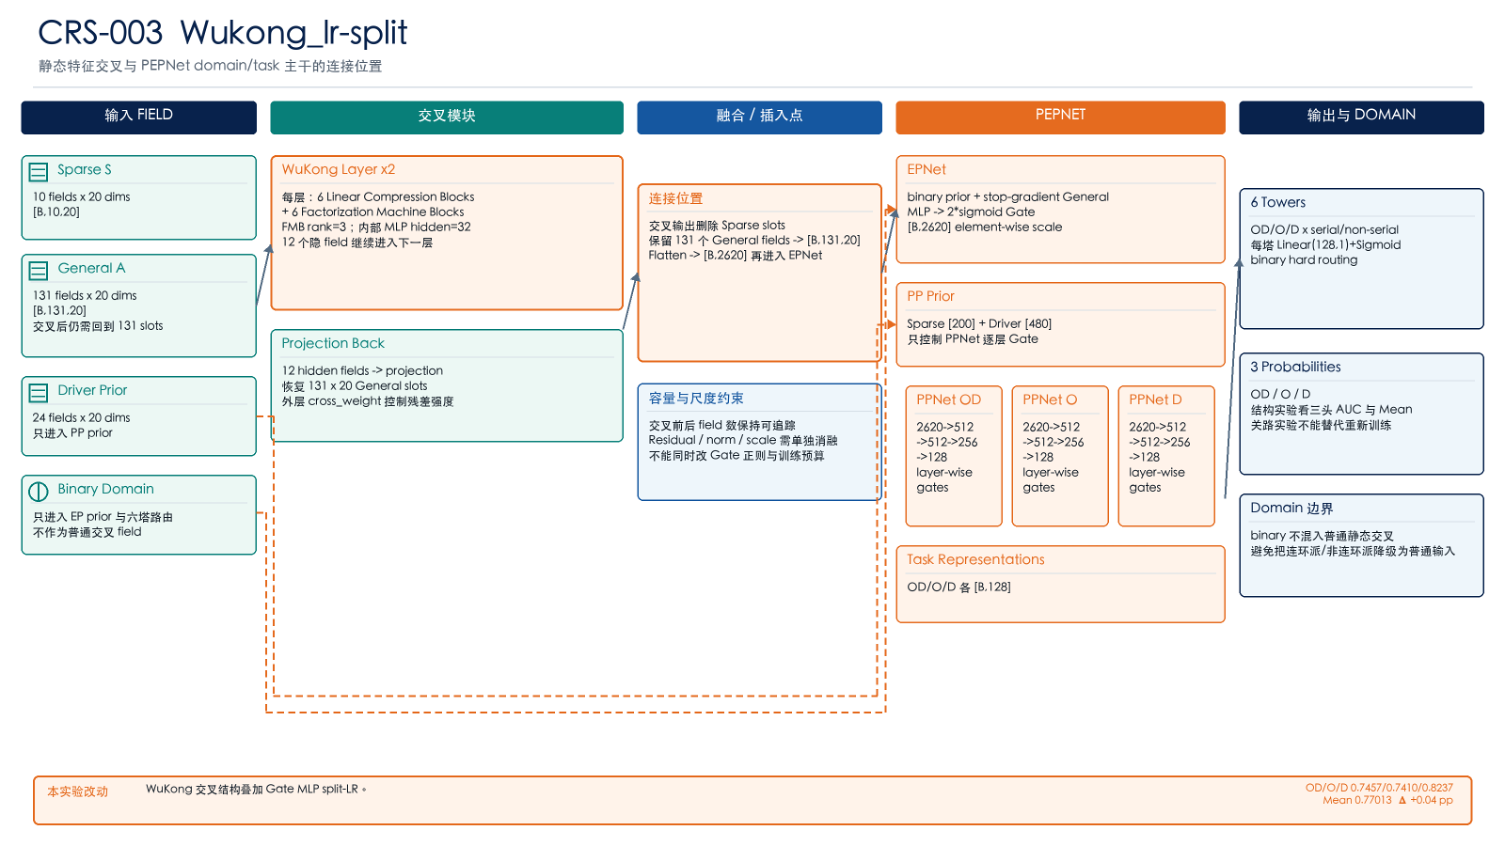 CRS-003 Wukong_lr-split
静态特征交叉与 PEPNet domain/task 主干的连接位置
输入 FIELD
交叉模块
融合 / 插入点
PEPNET
输出与 DOMAIN
Sparse S
10 fields x 20 dims
[B.10.20]
General A
131 fields x 20 dims
[B.131.20]
交叉后仍需回到 131 slots
Driver Prior
24 fields x 20 dims
只进入 PP prior
Binary Domain
只进入 EP prior 与六塔路由
不作为普通交叉 field
WuKong Layer x2
每层：6 Linear Compression Blocks
+ 6 Factorization Machine Blocks
FMB rank=3；内部 MLP hidden=32
12 个隐 field 继续进入下一层
Projection Back
12 hidden fields -> projection
恢复 131 x 20 General slots
外层 cross_weight 控制残差强度
连接位置
交叉输出删除 Sparse slots
保留 131 个 General fields -> [B.131.20]
Flatten -> [B.2620] 再进入 EPNet
容量与尺度约束
交叉前后 field 数保持可追踪
Residual / norm / scale 需单独消融
不能同时改 Gate 正则与训练预算
EPNet
binary prior + stop-gradient General
MLP -> 2*sigmoid Gate
[B.2620] element-wise scale
PP Prior
Sparse [200] + Driver [480]
只控制 PPNet 逐层 Gate
PPNet OD
2620->512
->512->256
->128
layer-wise
gates
PPNet O
2620->512
->512->256
->128
layer-wise
gates
PPNet D
2620->512
->512->256
->128
layer-wise
gates
Task Representations
OD/O/D 各 [B.128]
6 Towers
OD/O/D x serial/non-serial
每塔 Linear(128.1)+Sigmoid
binary hard routing
3 Probabilities
OD / O / D
结构实验看三头 AUC 与 Mean
关路实验不能替代重新训练
Domain 边界
binary 不混入普通静态交叉
避免把连环派/非连环派降级为普通输入
本实验改动
WuKong 交叉结构叠加 Gate MLP split-LR。
OD/O/D 0.7457/0.7410/0.8237
Mean 0.77013 Δ +0.04 pp